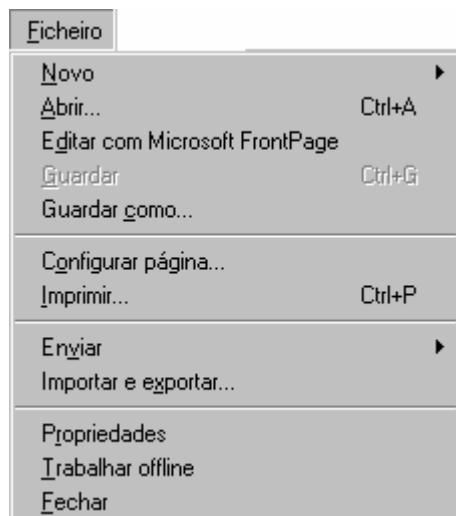 Ficheiro
Novo
Abrir... Ctrl+A
Editar com Microsoft FrontPage
Guardar Ctrl+G
Guardar como...
Configurar página...
Imprimir... Ctrl+P
Enviar
Importar e exportar...
Propriedades
Trabalhar offline
Fechar